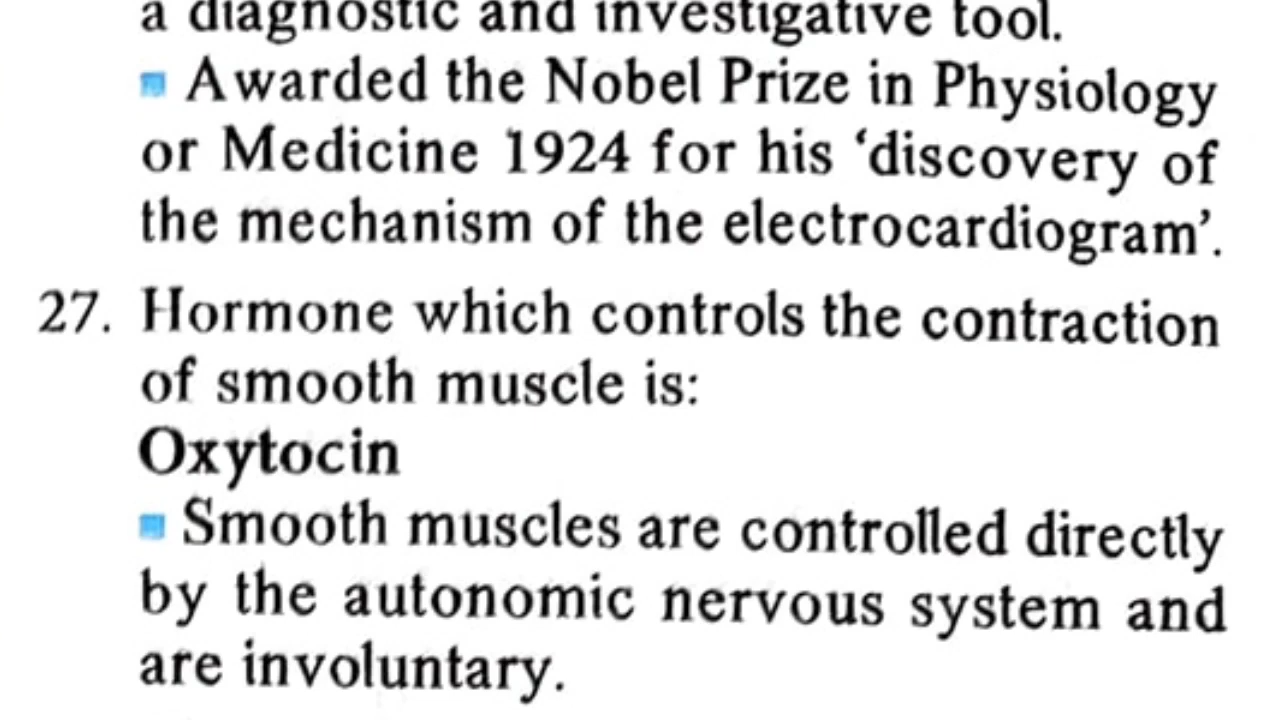 a diagnostic and investigative tool.
▪ Awarded the Nobel Prize in Physiology
or Medicine 1924 for his ‘discovery of
the mechanism of the electrocardiogram’.
27. Hormone which controls the contraction
of smooth muscle is:
Oxytocin
▪ Smooth muscles are controlled directly
by the autonomic nervous system and
are involuntary.